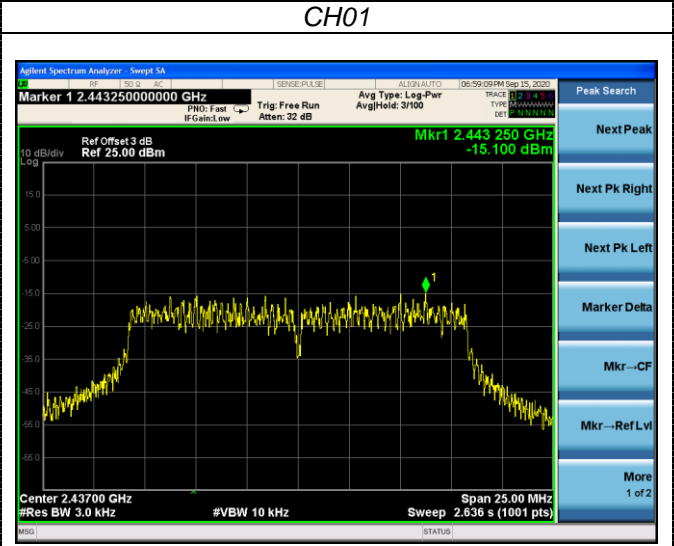 CH01
Agilent Spectrum Analyzer - Swept SA
RF 50 Ω AC SENSE:PULSE ALIGN AUTO 06:59:09 PM Sep 15, 2020
Marker 1 2.443250000000 GHz
PNO: Fast
IFGain:Low
Trig: Free Run
Atten: 32 dB
Avg Type: Log-Pwr
Avg|Hold: 3/100
TRACE 1 2 3 4 5 6
TYPE M
DET P N N N N N
Peak Search
Next Peak
Next Pk Right
Next Pk Left
Marker Delta
Mkr→CF
Mkr→Ref Lvl
More
1 of 2
Mkr1 2.443 250 GHz
-15.100 dBm
Ref Offset 3 dB
10 dB/div Ref 25.00 dBm
Log
15.0
5.00
-5.00
1
-15.0
-25.0
-35.0
-45.0
-55.0
-65.0
Center 2.43700 GHz Span 25.00 MHz
#Res BW 3.0 kHz #VBW 10 kHz Sweep 2.636 s (1001 pts)
MSG STATUS